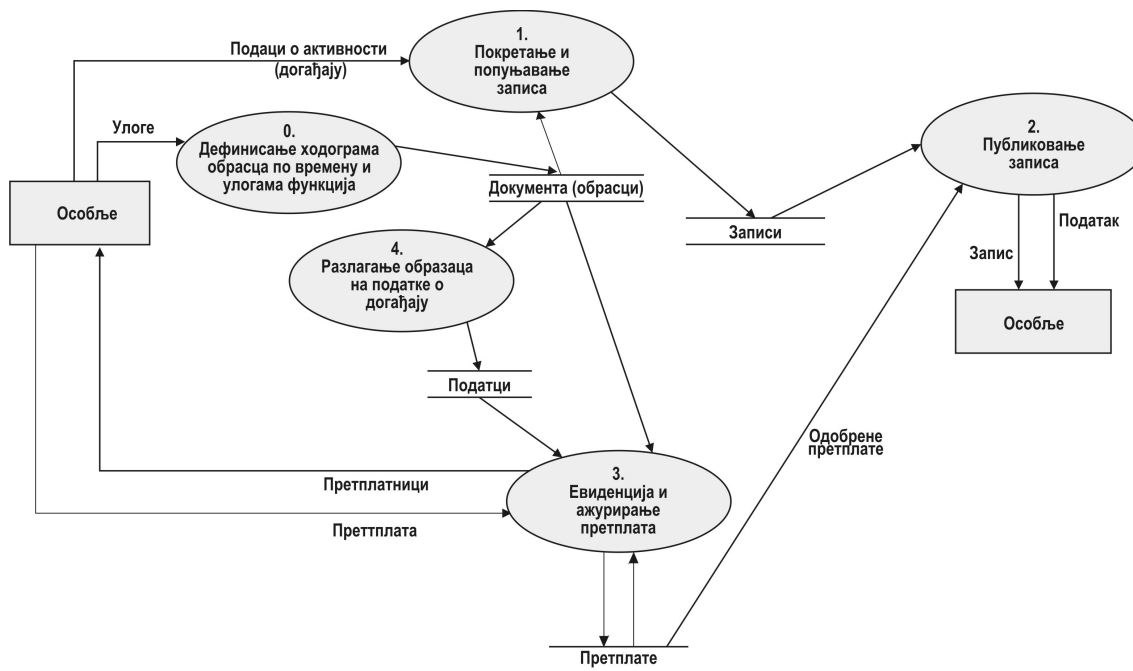 Подаци о активности
(догађају)
1.
Покретање и
попуњавање
записа
Улоге
0.
Дефинисање ходограма
обрасца по времену и
улогама функција
2.
Публиковање
записа
Особље
Документа (обрасци)
Записи
4.
Разлагање образаца
на податке о
догађају
Запис
Податак
Особље
Податци
Одобрене
претплате
3.
Евиденција и
ажурирање
претплата
Претплатници
Преттплата
Претплате